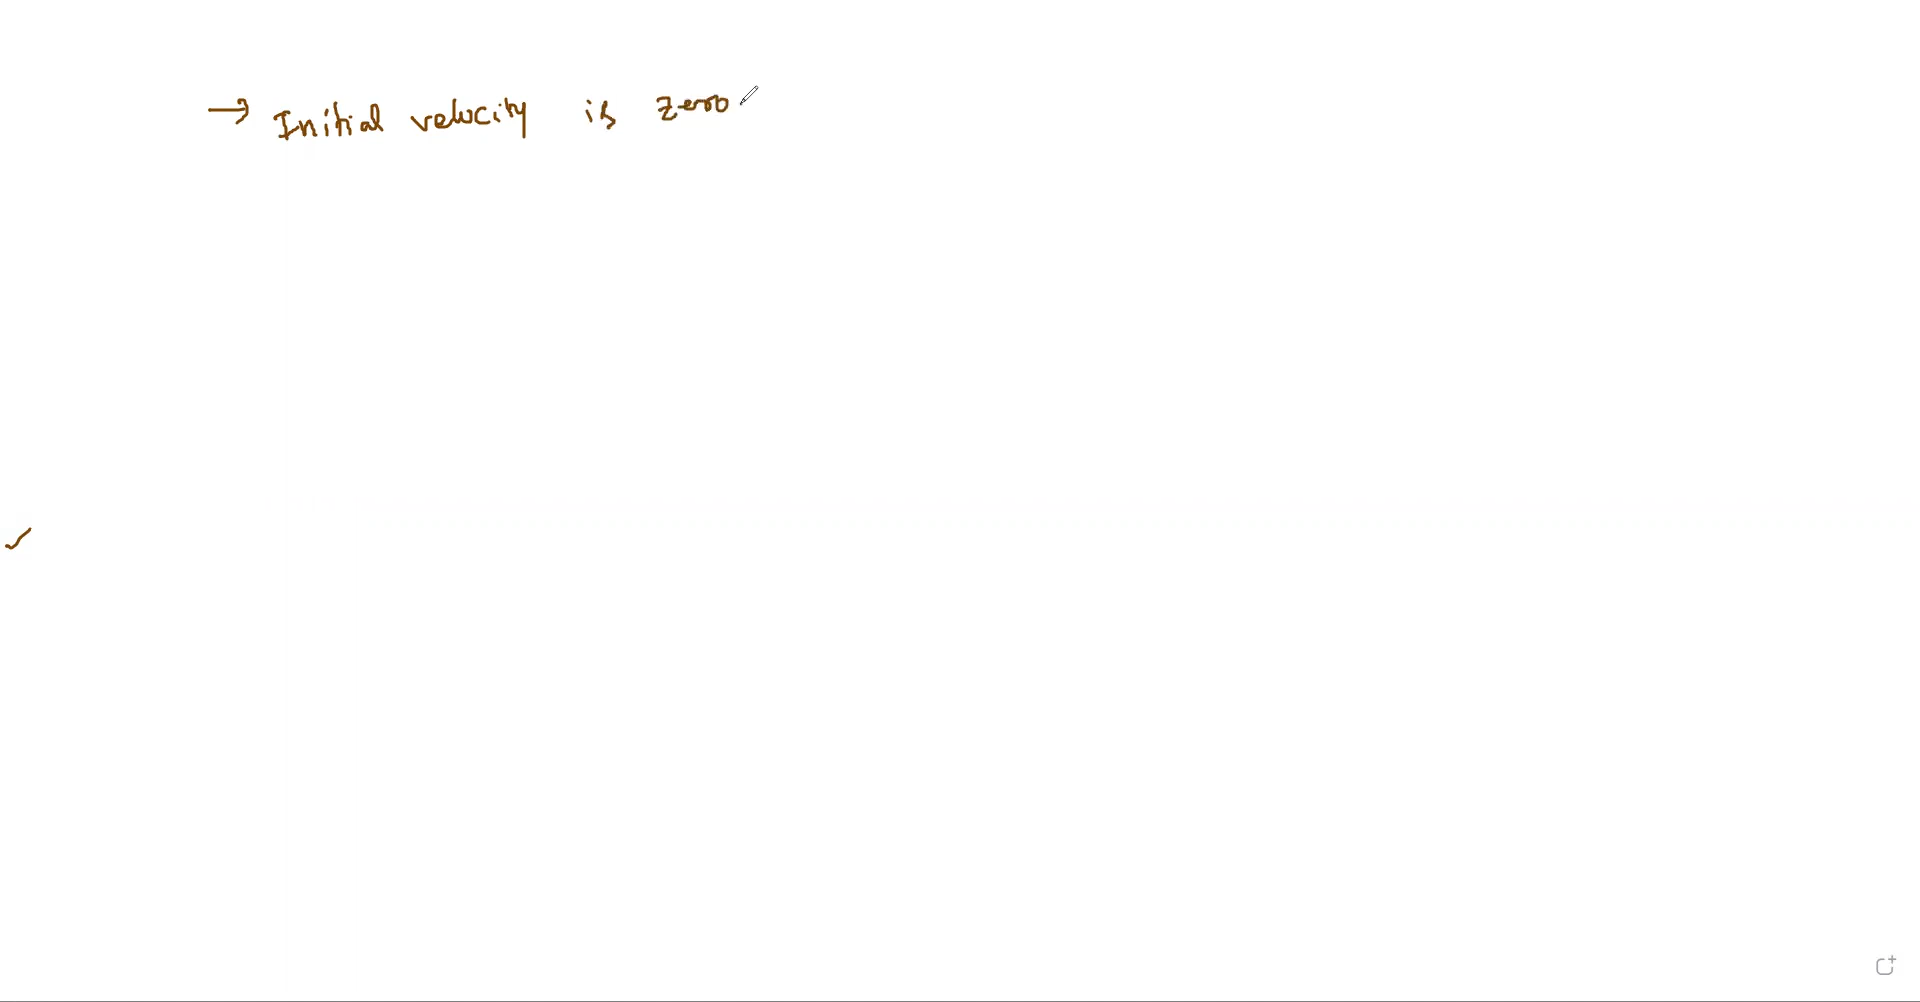 → Initial velocity is zero
✓